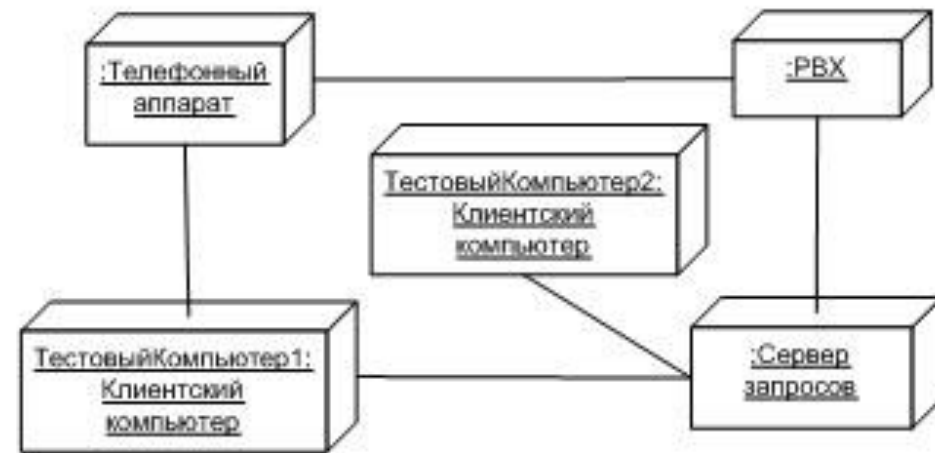 :Телефонный
аппарат
:PBX
ТестовыйКомпьютер2:
Клиентский
компьютер
ТестовыйКомпьютер1:
Клиентский
компьютер
:Сервер
запросов